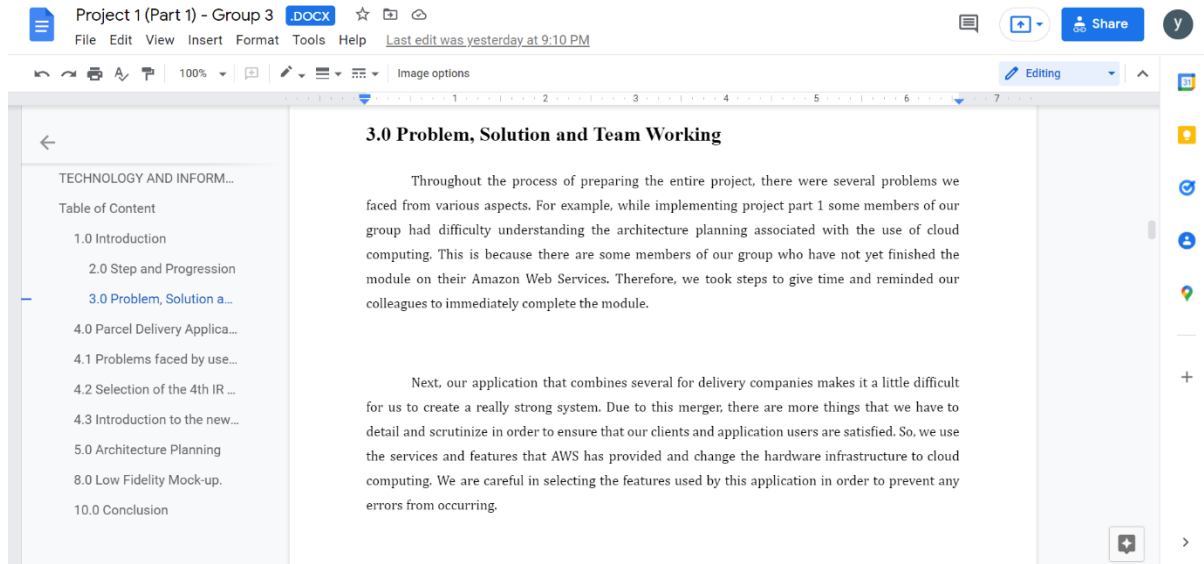 Project 1 (Part 1) - Group 3 .DOCX
File Edit View Insert Format Tools Help Last edit was yesterday at 9:10 PM
Share
y
100% Image options Editing
31
1 2 3 4 5 6 7
TECHNOLOGY AND INFORM...
Table of Content
1.0 Introduction
2.0 Step and Progression
3.0 Problem, Solution a...
4.0 Parcel Delivery Applica...
4.1 Problems faced by use...
4.2 Selection of the 4th IR ...
4.3 Introduction to the new...
5.0 Architecture Planning
8.0 Low Fidelity Mock-up.
10.0 Conclusion
3.0 Problem, Solution and Team Working
Throughout the process of preparing the entire project, there were several problems we
faced from various aspects. For example, while implementing project part 1 some members of our
group had difficulty understanding the architecture planning associated with the use of cloud
computing. This is because there are some members of our group who have not yet finished the
module on their Amazon Web Services. Therefore, we took steps to give time and reminded our
colleagues to immediately complete the module.
Next, our application that combines several for delivery companies makes it a little difficult
for us to create a really strong system. Due to this merger, there are more things that we have to
detail and scrutinize in order to ensure that our clients and application users are satisfied. So, we use
the services and features that AWS has provided and change the hardware infrastructure to cloud
computing. We are careful in selecting the features used by this application in order to prevent any
errors from occurring.